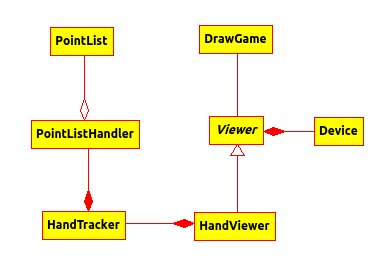 DrawGame
PointList
Viewer
Device
PointListHandler
HandTracker
HandViewer